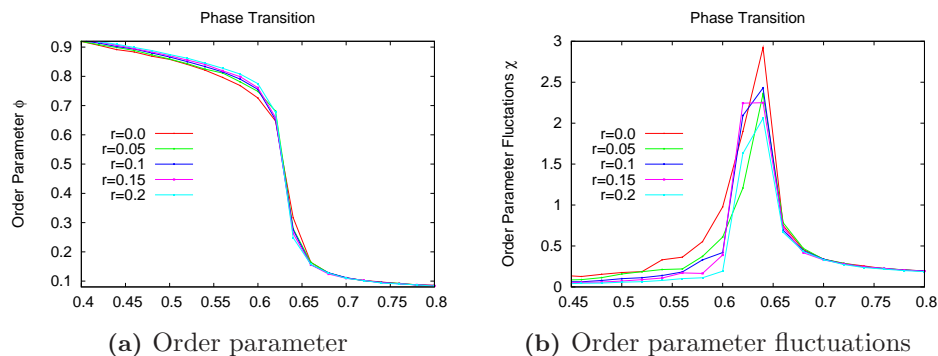 Phase Transition
Order Parameter ϕ
0.9
0.8
0.7
0.6
0.5
0.4
0.3
0.2
0.1
r=0.0
r=0.05
r=0.1
r=0.15
r=0.2
0.4 0.45 0.5 0.55 0.6 0.65 0.7 0.75 0.8
(a) Order parameter
Phase Transition
Order Parameter Fluctations χ
3
2.5
2
1.5
1
0.5
0
r=0.0
r=0.05
r=0.1
r=0.15
r=0.2
0.45 0.5 0.55 0.6 0.65 0.7 0.75 0.8
(b) Order parameter fluctuations